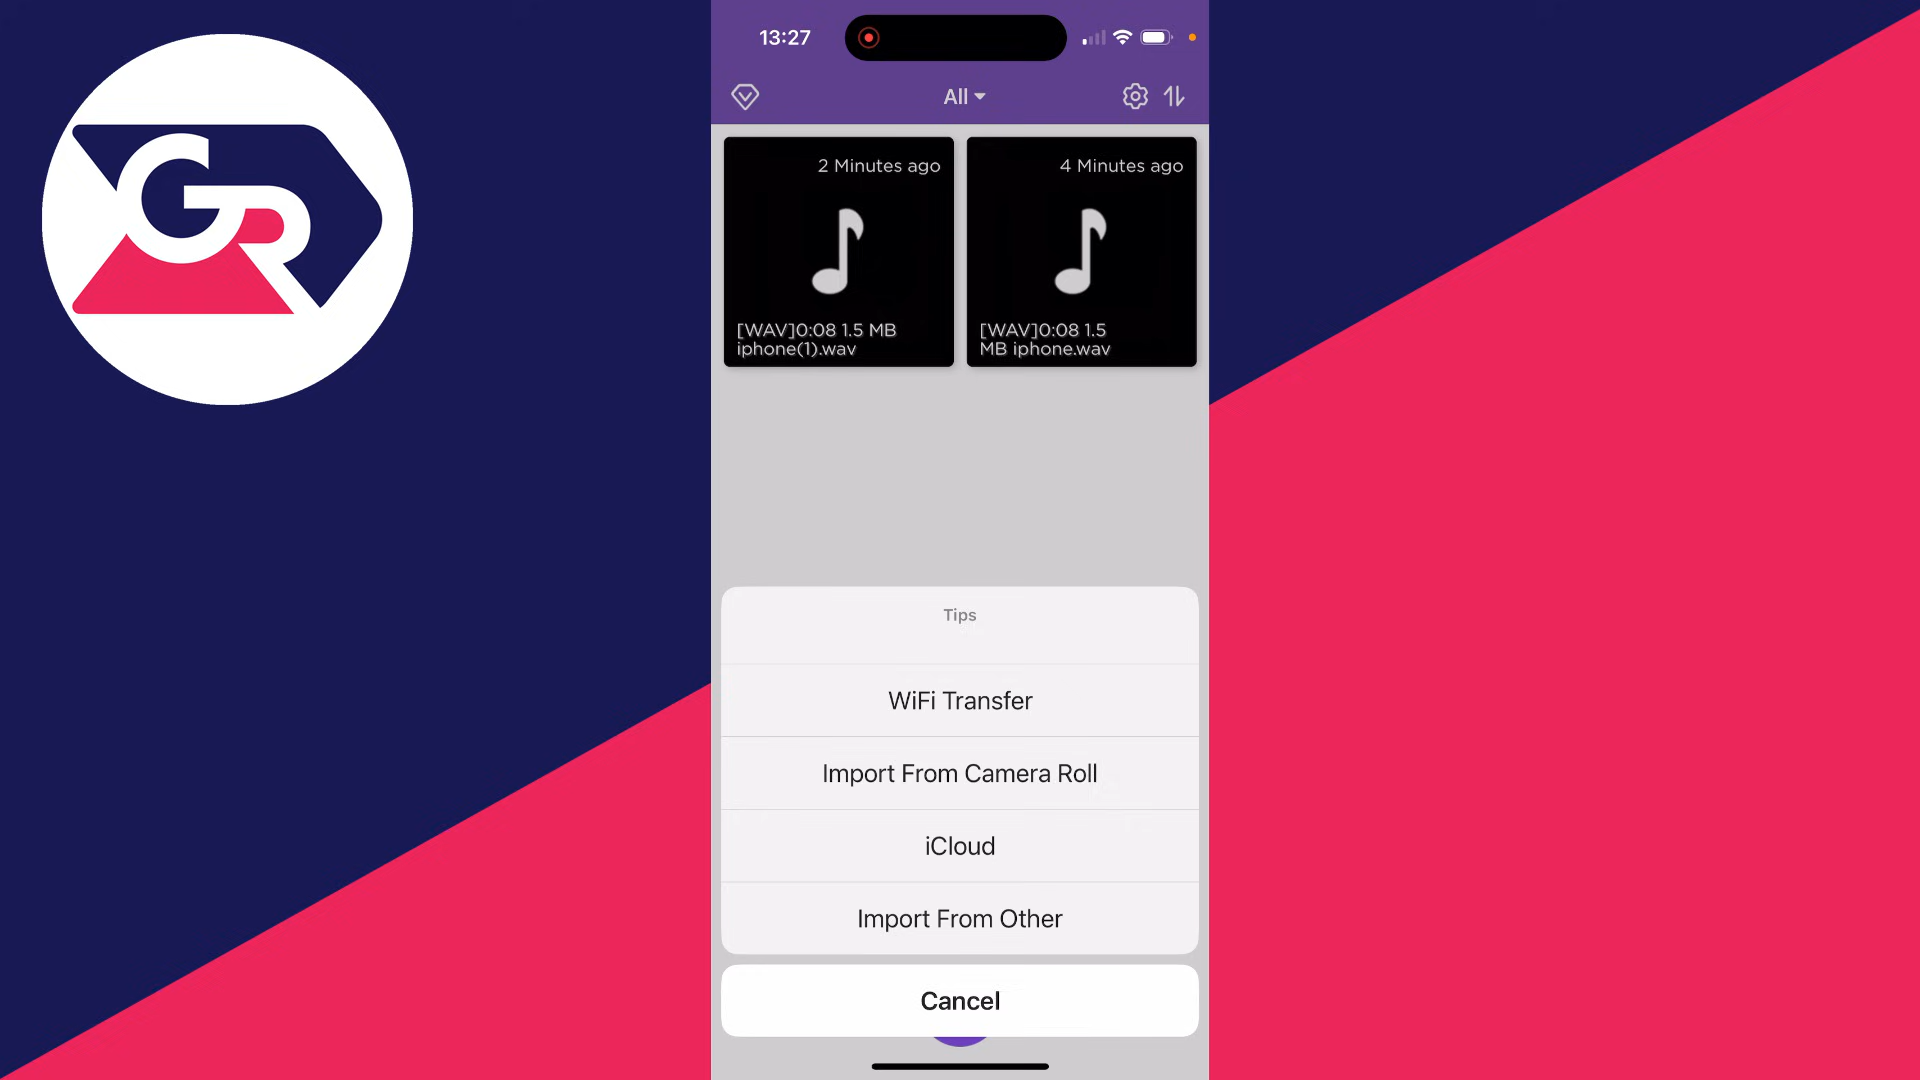 GR
13:27
All
2 Minutes ago
[WAV]0:08 1.5 MB
iphone(1).wav
4 Minutes ago
[WAV]0:08 1.5
MB iphone.wav
Tips
WiFi Transfer
Import From Camera Roll
iCloud
Import From Other
Cancel